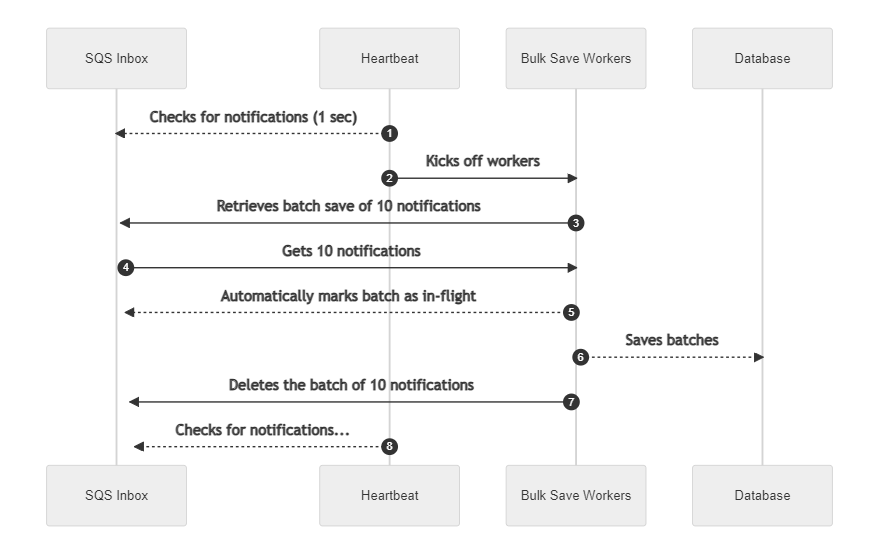 SQS Inbox
Heartbeat
Bulk Save Workers
Database
Checks for notifications (1 sec)
1
Kicks off workers
2
Retrieves batch save of 10 notifications
3
Gets 10 notifications
4
Automatically marks batch as in-flight
5
Saves batches
6
Deletes the batch of 10 notifications
7
Checks for notifications...
8
SQS Inbox
Heartbeat
Bulk Save Workers
Database